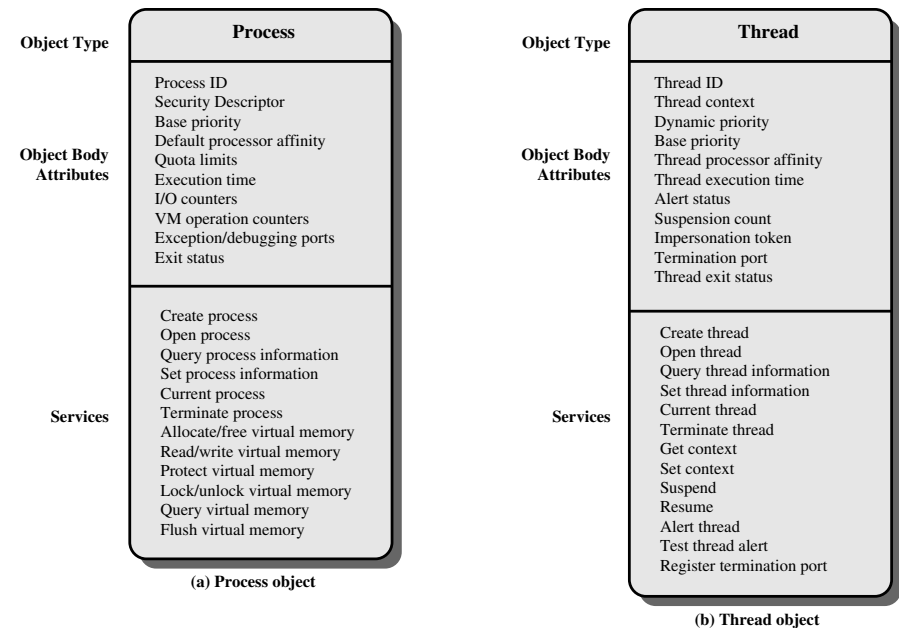 Object Type
Process
Object Body
Attributes
Process ID
Security Descriptor
Base priority
Default processor affinity
Quota limits
Execution time
I/O counters
VM operation counters
Exception/debugging ports
Exit status
Services
Create process
Open process
Query process information
Set process information
Current process
Terminate process
Allocate/free virtual memory
Read/write virtual memory
Protect virtual memory
Lock/unlock virtual memory
Query virtual memory
Flush virtual memory
(a) Process object
Object Type
Thread
Object Body
Attributes
Thread ID
Thread context
Dynamic priority
Base priority
Thread processor affinity
Thread execution time
Alert status
Suspension count
Impersonation token
Termination port
Thread exit status
Services
Create thread
Open thread
Query thread information
Set thread information
Current thread
Terminate thread
Get context
Set context
Suspend
Resume
Alert thread
Test thread alert
Register termination port
(b) Thread object